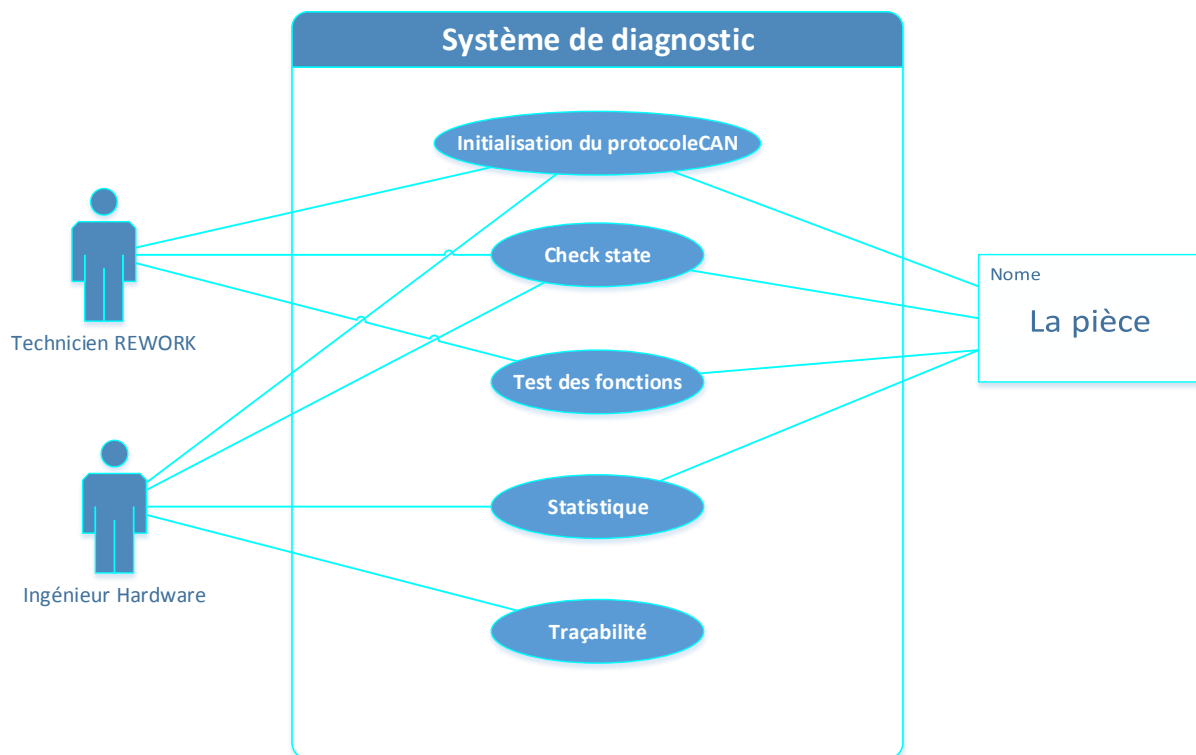 Système de diagnostic
Initialisation du protocoleCAN
Check state
Nome
La pièce
Technicien REWORK
Test des fonctions
Statistique
Ingénieur Hardware
Traçabilité